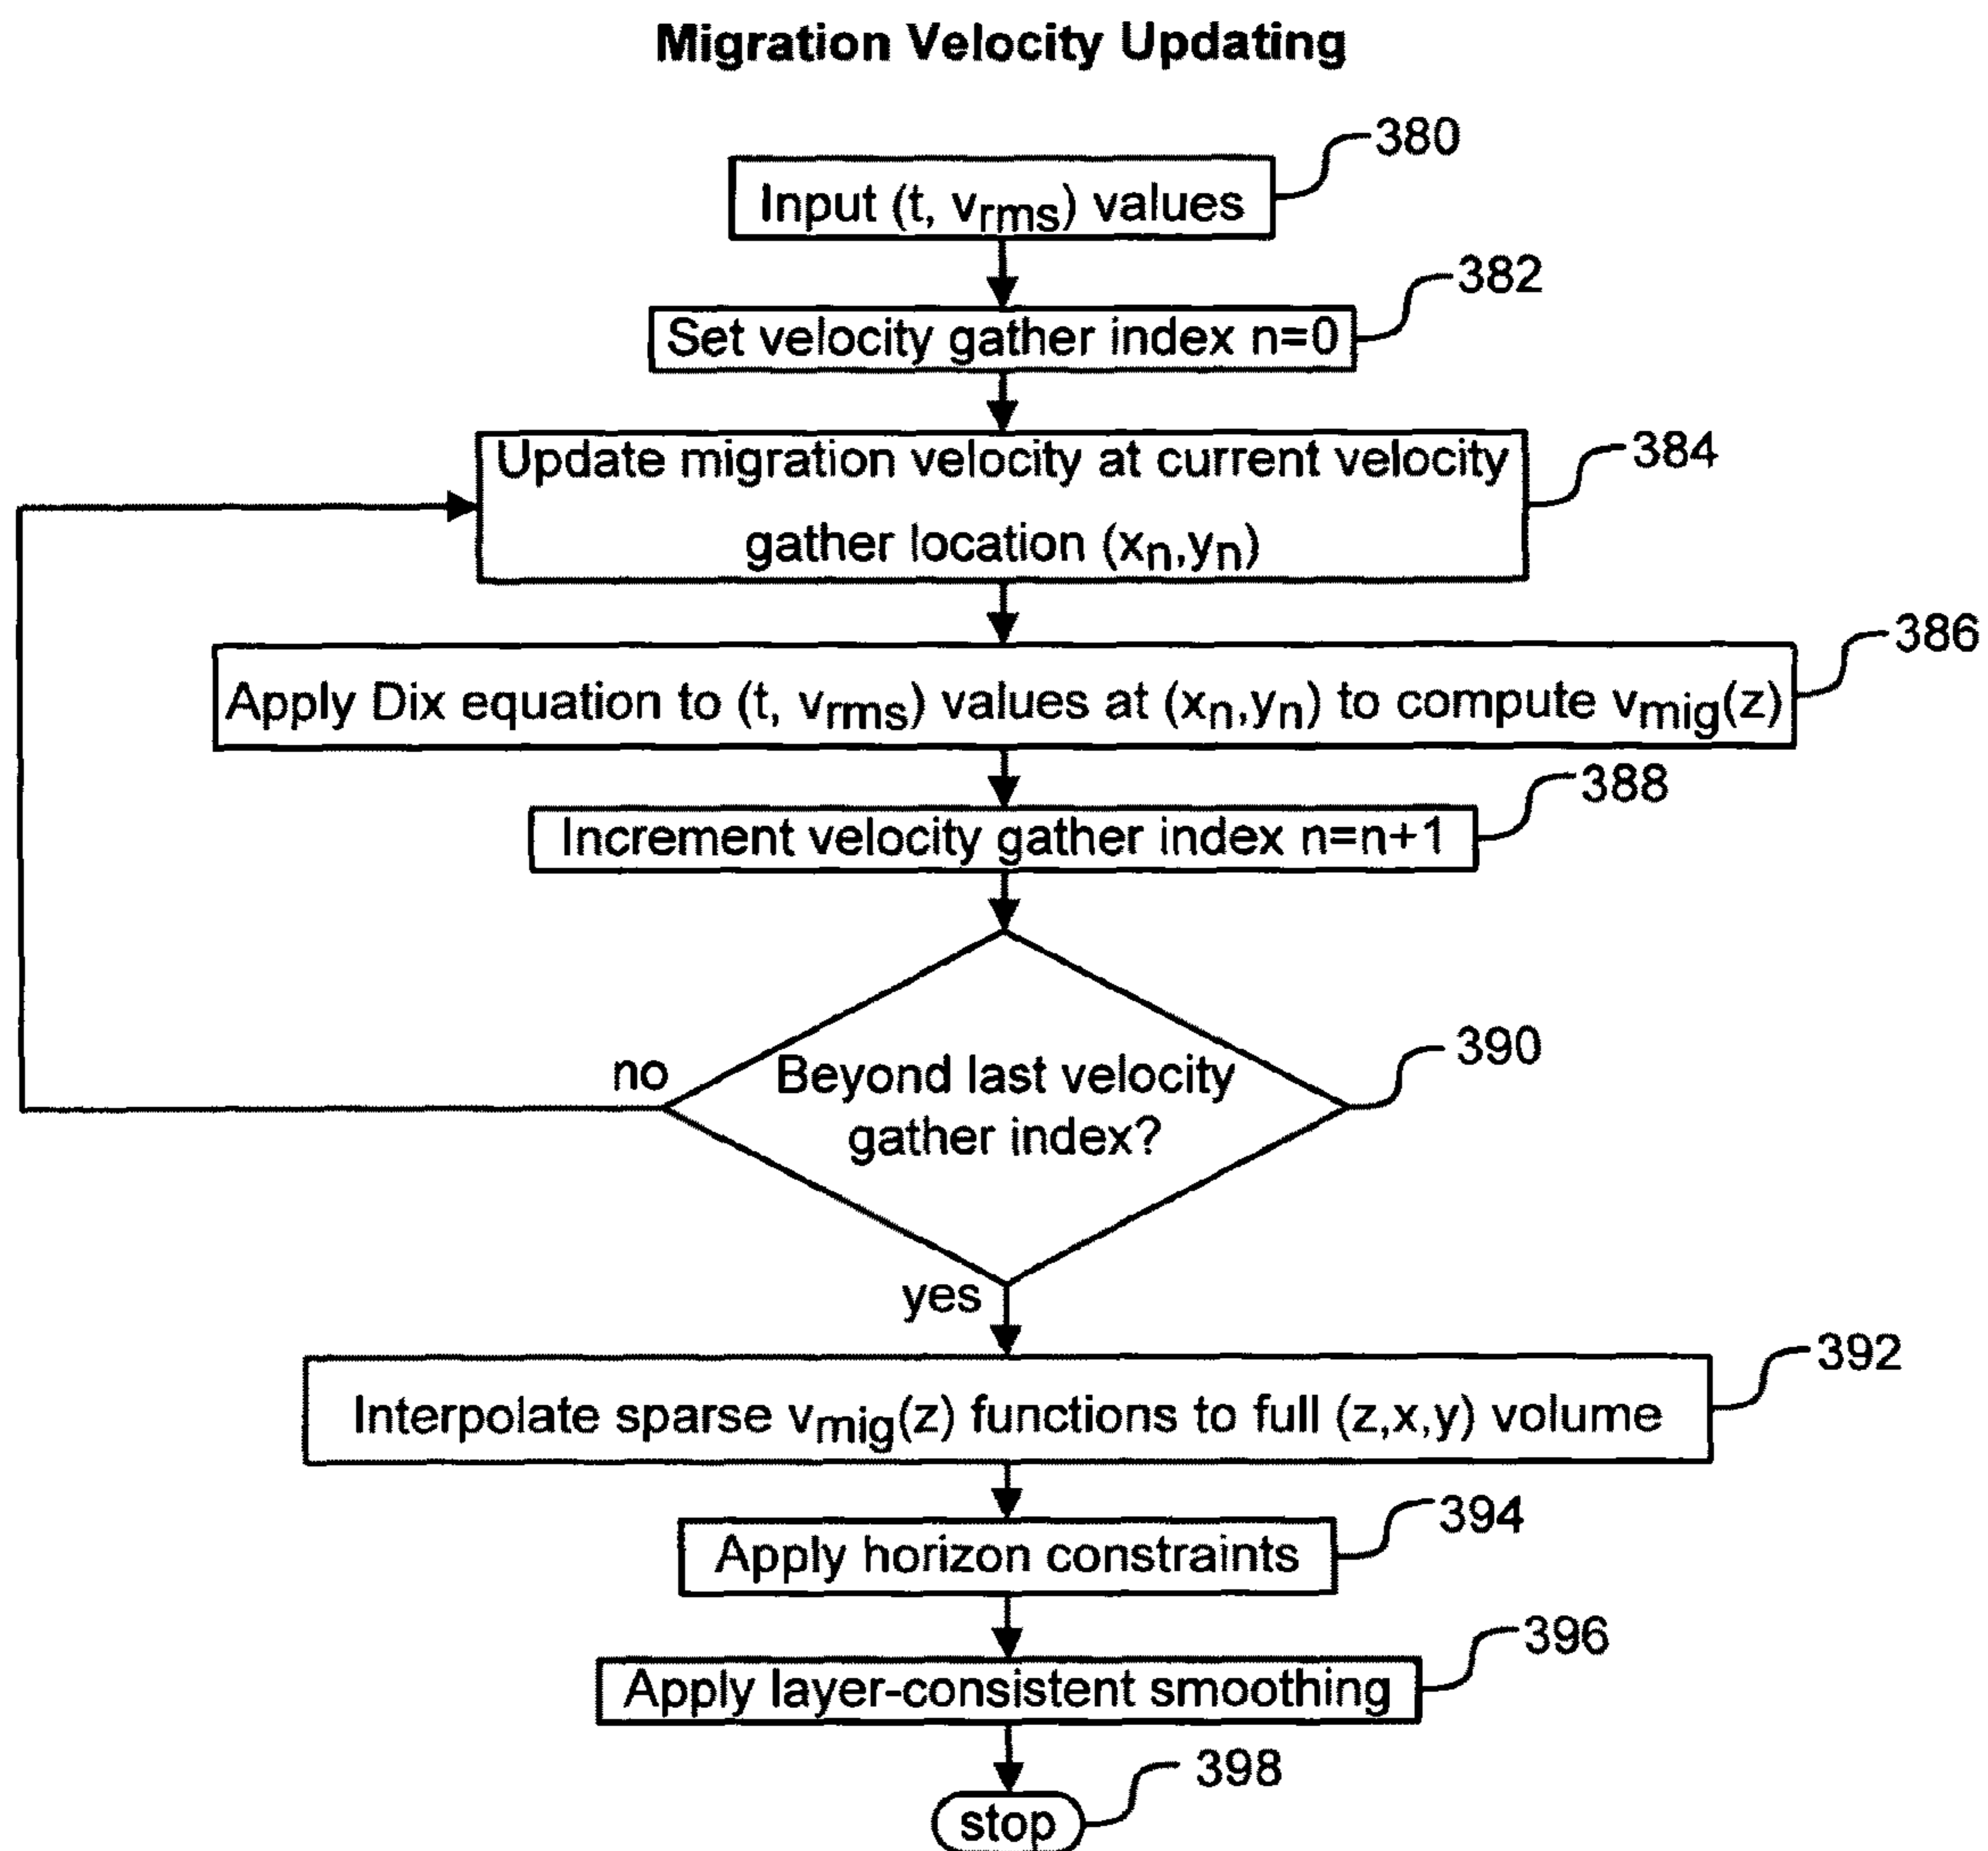 Migration Velocity Updating
380
Input (t, vrms) values
382
Set velocity gather index n=0
384
Update migration velocity at current velocity
gather location (xn,yn)
386
Apply Dix equation to (t, vrms) values at (xn,yn) to compute vmig(z)
388
Increment velocity gather index n=n+1
390
no
Beyond last velocity
gather index?
yes
392
Interpolate sparse vmig(z) functions to full (z,x,y) volume
394
Apply horizon constraints
396
Apply layer-consistent smoothing
398
stop